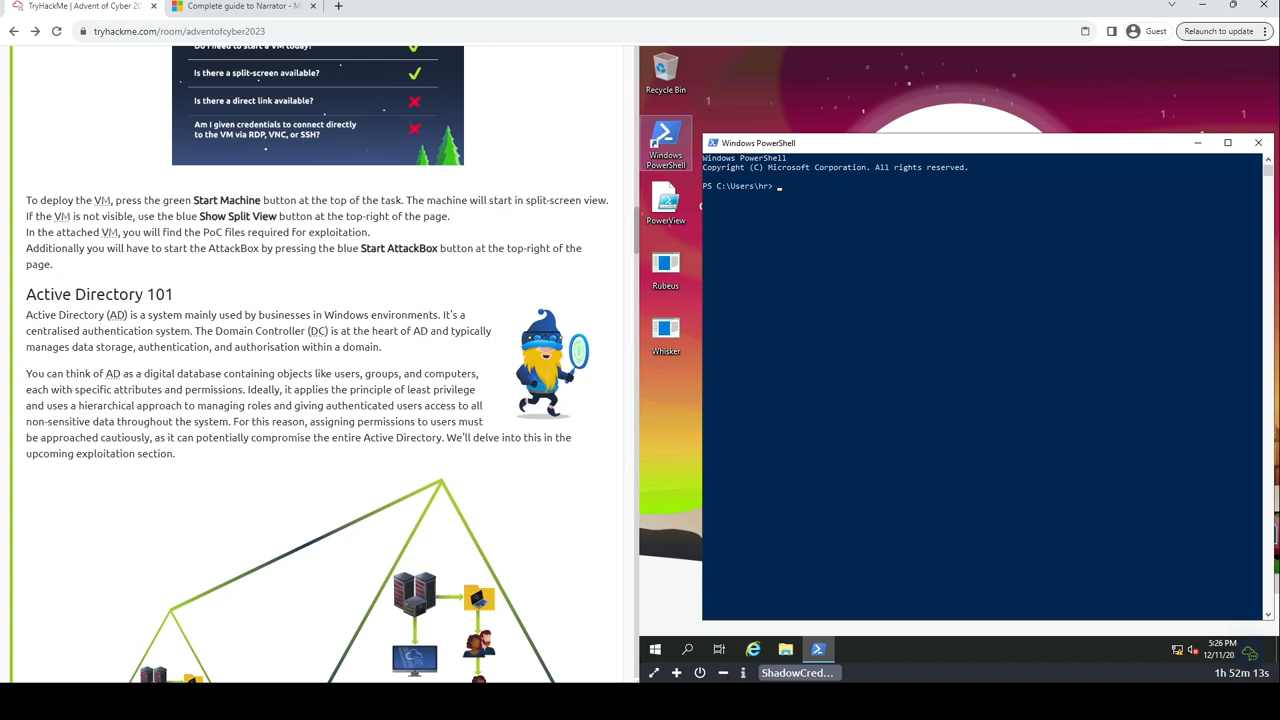 TryHackMe | Advent of Cyber 20
Complete guide to Narrator - M
tryhackme.com/room/adventofcyber2023
Guest
Relaunch to update
Do I need to start a VM today?
Is there a split-screen available?
Is there a direct link available?
Am I given credentials to connect directly
to the VM via RDP, VNC, or SSH?
To deploy the VM, press the green Start Machine button at the top of the task. The machine will start in split-screen view.
If the VM is not visible, use the blue Show Split View button at the top-right of the page.
In the attached VM, you will find the PoC files required for exploitation.
Additionally you will have to start the AttackBox by pressing the blue Start AttackBox button at the top-right of the
page.
Active Directory 101
Active Directory (AD) is a system mainly used by businesses in Windows environments. It's a
centralised authentication system. The Domain Controller (DC) is at the heart of AD and typically
manages data storage, authentication, and authorisation within a domain.
You can think of AD as a digital database containing objects like users, groups, and computers,
each with specific attributes and permissions. Ideally, it applies the principle of least privilege
and uses a hierarchical approach to managing roles and giving authenticated users access to all
non-sensitive data throughout the system. For this reason, assigning permissions to users must
be approached cautiously, as it can potentially compromise the entire Active Directory. We'll delve into this in the
upcoming exploitation section.
Recycle Bin
Windows
PowerShell
PowerView
Rubeus
Whisker
Windows PowerShell
Windows PowerShell
Copyright (C) Microsoft Corporation. All rights reserved.
PS C:\Users\hr>
5:26 PM
12/11/20
ShadowCred...
1h 52m 13s